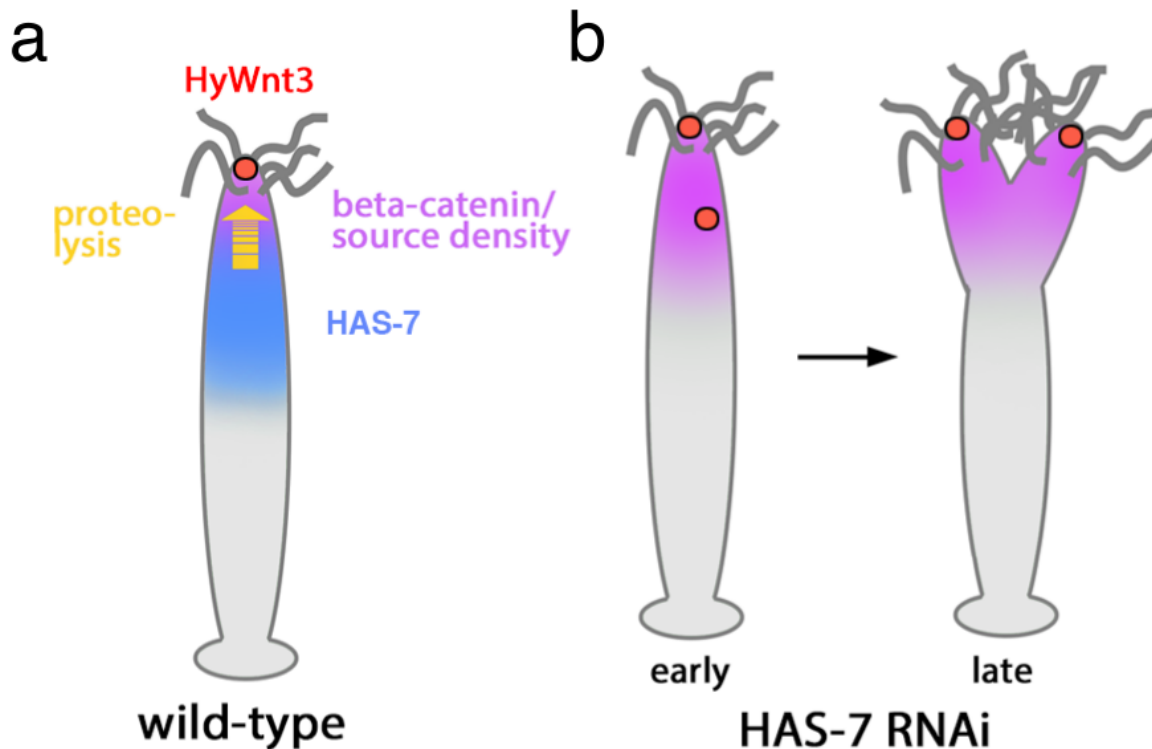 a
HyWnt3
proteo-
lysis
beta-catenin/
source density
HAS-7
wild-type
b
early
late
HAS-7 RNAi